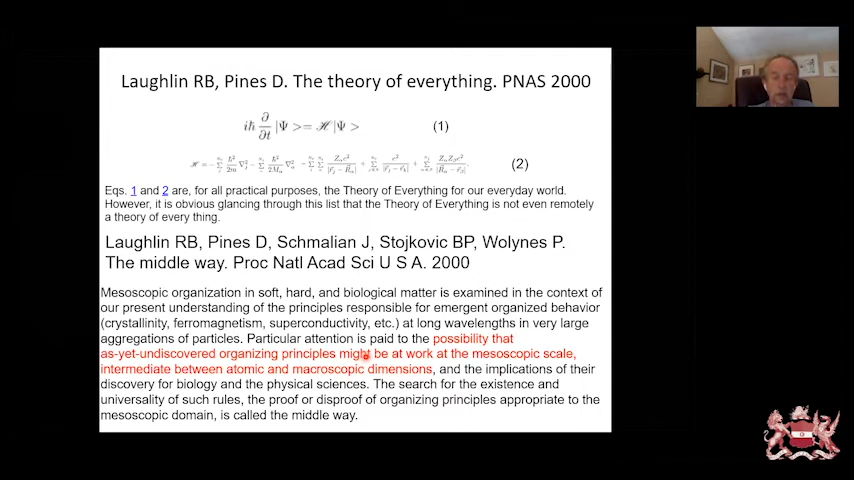 Laughlin RB, Pines D. The theory of everything. PNAS 2000
iℏ ∂/∂t |Ψ >= ℋ|Ψ > (1)
(2)
Eqs. 1 and 2 are, for all practical purposes, the Theory of Everything for our everyday world.
However, it is obvious glancing through this list that the Theory of Everything is not even remotely
a theory of every thing.
Laughlin RB, Pines D, Schmalian J, Stojkovic BP, Wolynes P.
The middle way. Proc Natl Acad Sci U S A. 2000
Mesoscopic organization in soft, hard, and biological matter is examined in the context of
our present understanding of the principles responsible for emergent organized behavior
(crystallinity, ferromagnetism, superconductivity, etc.) at long wavelengths in very large
aggregations of particles. Particular attention is paid to the possibility that
as-yet-undiscovered organizing principles might be at work at the mesoscopic scale,
intermediate between atomic and macroscopic dimensions, and the implications of their
discovery for biology and the physical sciences. The search for the existence and
universality of such rules, the proof or disproof of organizing principles appropriate to the
mesoscopic domain, is called the middle way.